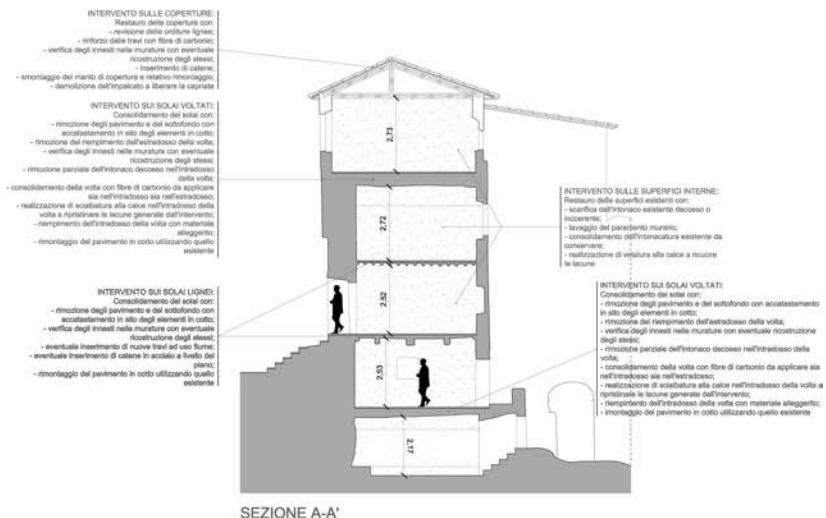 INTERVENTO SULLE COPERTURE:
Restauro delle coperture con:
- revisione delle orditure lignee;
- rinforzo delle travi con fibre di carbonio;
- verifica degli innesti nelle murature con eventuale
ricostruzione degli stessi;
- inserimento di catene;
- smontaggio del manto di copertura e relativo rimontaggio;
- demolizione dell'impalcato a liberare la capriata
INTERVENTO SUI SOLAI VOLTATI:
Consolidamento dei solai con:
- rimozione degli pavimento e del sottofondo con
accatastamento in sito degli elementi in cotto;
- rimozione del riempimento dell'estradosso della volta;
- verifica degli innesti nelle murature con eventuale
ricostruzione degli stessi;
- rimozione parziale dell'intonaco decoeso nell'intradosso
della volta;
- consolidamento della volta con fibre di carbonio da applicare
sia nell'intradosso sia nell'estradosso;
- realizzazione di scialbatura alla calce nell'intradosso della
volta a ripristinare le lacune generate dall'intervento;
- riempimento dell'intradosso della volta con materiale
alleggerito;
- rimontaggio del pavimento in cotto utilizzando quello
esistente
INTERVENTO SUI SOLAI LIGNEI:
Consolidamento dei solai con:
- rimozione degli pavimento e del sottofondo con
accatastamento in sito degli elementi in cotto;
- verifica degli innesti nelle murature con eventuale
ricostruzione degli stessi;
- eventuale inserimento di nuove travi ad uso fiume;
- eventuale inserimento di catene in acciaio a livello del
piano;
- rimontaggio del pavimento in cotto utilizzando quello
esistente
2,73
2,72
2,52
2,53
2,17
INTERVENTO SULLE SUPERFICI INTERNE:
Restauro delle superfici esistenti con:
- scarifica dell'intonaco esistente decoeso o
incoerente;
- lavaggio del paramento murario;
- consolidamento dell'intonacatura esistente da
conservare;
- realizzazione di velatura alla calce a ricucire
le lacune
INTERVENTO SUI SOLAI VOLTATI:
Consolidamento dei solai con:
- rimozione degli pavimento e del sottofondo con accatastamento
in sito degli elementi in cotto;
- rimozione del riempimento dell'estradosso della volta;
- verifica degli innesti nelle murature con eventuale ricostruzione
degli stessi;
- rimozione parziale dell'intonaco decoeso nell'intradosso della
volta;
- consolidamento della volta con fibre di carbonio da applicare sia
nell'intradosso sia nell'estradosso;
- realizzazione di scialbatura alla calce nell'intradosso della volta a
ripristinare le lacune generate dall'intervento;
- riempimento dell'intradosso della volta con materiale alleggerito;
- imontaggio del pavimento in cotto utilizzando quello esistente
SEZIONE A-A'